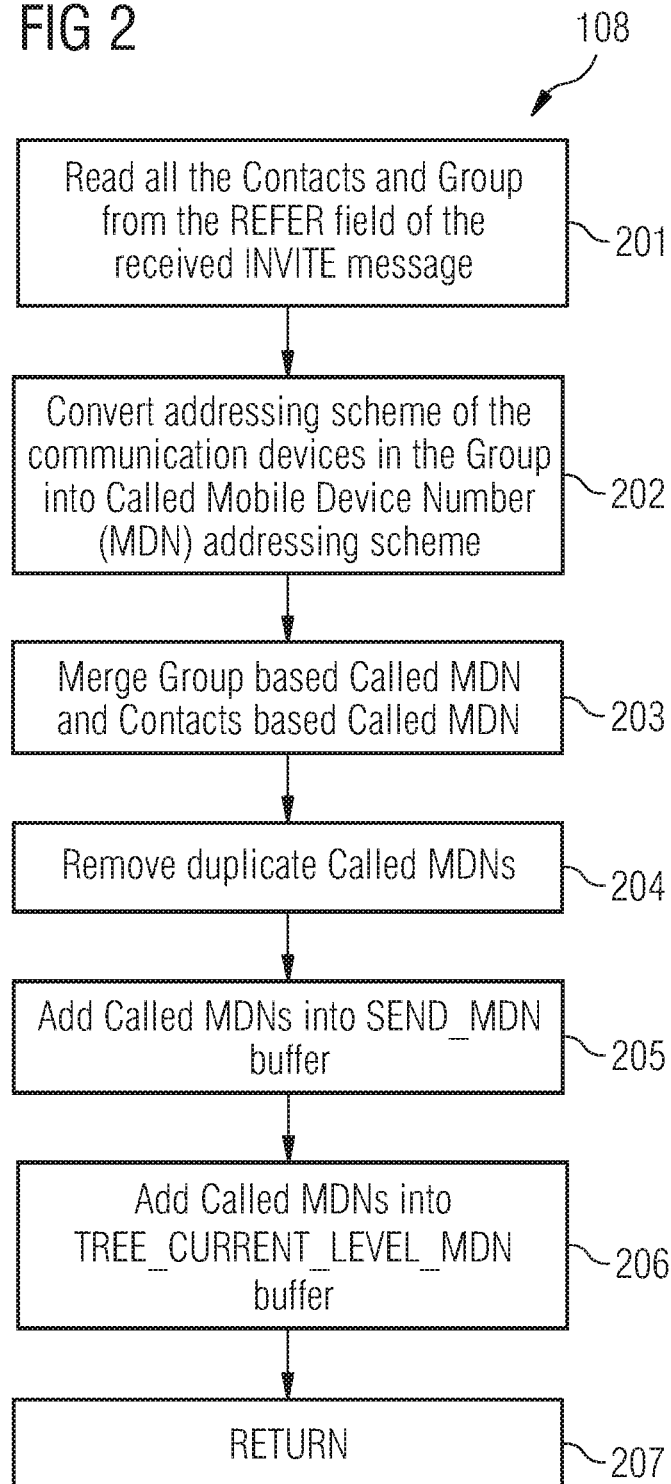 FIG 2
108
Read all the Contacts and Group
from the REFER field of the
received INVITE message
201
Convert addressing scheme of the
communication devices in the Group
into Called Mobile Device Number
(MDN) addressing scheme
202
Merge Group based Called MDN
and Contacts based Called MDN
203
Remove duplicate Called MDNs
204
Add Called MDNs into SEND_MDN
buffer
205
Add Called MDNs into
TREE_CURRENT_LEVEL_MDN
buffer
206
RETURN
207